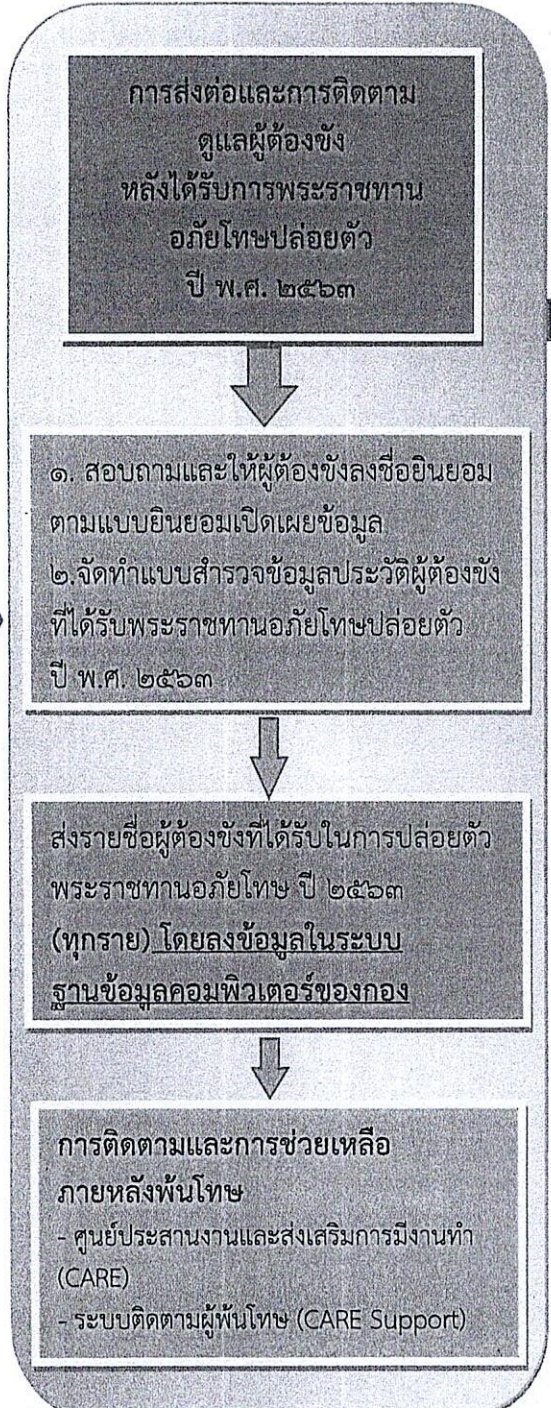 การส่งต่อและการติดตาม
ดูแลผู้ต้องขัง
หลังได้รับการพระราชทาน
อภัยโทษปล่อยตัว
ปี พ.ศ. ๒๕๖๓
๑. สอบถามและให้ผู้ต้องขังลงชื่อยินยอม
ตามแบบยินยอมเปิดเผยข้อมูล
๒.จัดทำแบบสำรวจข้อมูลประวัติผู้ต้องขัง
ที่ได้รับพระราชทานอภัยโทษปล่อยตัว
ปี พ.ศ. ๒๕๖๓
ส่งรายชื่อผู้ต้องขังที่ได้รับในการปล่อยตัว
พระราชทานอภัยโทษ ปี ๒๕๖๓
(ทุกราย) โดยลงข้อมูลในระบบ
ฐานข้อมูลคอมพิวเตอร์ของกอง
การติดตามและการช่วยเหลือ
ภายหลังพ้นโทษ
- ศูนย์ประสานงานและส่งเสริมการมีงานทำ
(CARE)
- ระบบติดตามผู้พ้นโทษ (CARE Support)